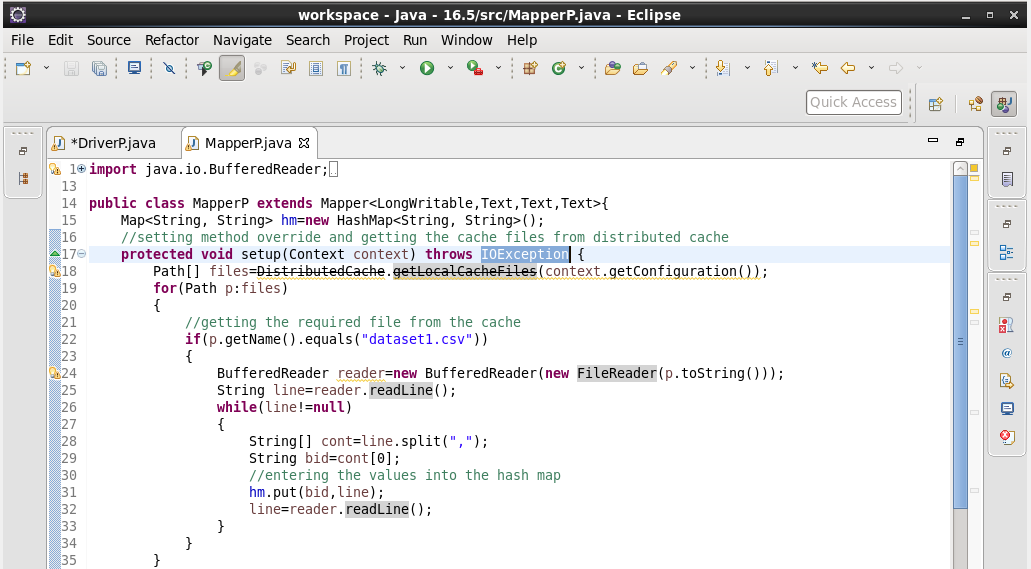 workspace - Java - 16.5/src/MapperP.java - Eclipse
File Edit Source Refactor Navigate Search Project Run Window Help
Quick Access
*DriverP.java MapperP.java
1 import java.io.BufferedReader;
13
14 public class MapperP extends Mapper<LongWritable,Text,Text,Text>{
15 Map<String, String> hm=new HashMap<String, String>();
16 //setting method override and getting the cache files from distributed cache
17 protected void setup(Context context) throws IOException {
18 Path[] files=DistributedCache.getLocalCacheFiles(context.getConfiguration());
19 for(Path p:files)
20 {
21 //getting the required file from the cache
22 if(p.getName().equals("dataset1.csv"))
23 {
24 BufferedReader reader=new BufferedReader(new FileReader(p.toString()));
25 String line=reader.readLine();
26 while(line!=null)
27 {
28 String[] cont=line.split(",");
29 String bid=cont[0];
30 //entering the values into the hash map
31 hm.put(bid,line);
32 line=reader.readLine();
33 }
34 }
35 }